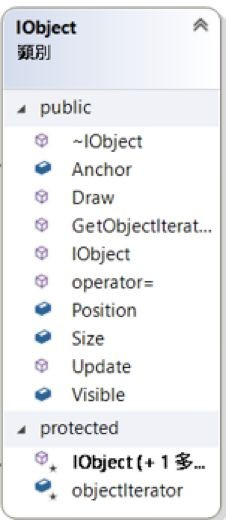 IObject
類別
public
~IObject
Anchor
Draw
GetObjectIterat...
IObject
operator=
Position
Size
Update
Visible
protected
IObject (+ 1 多...
objectIterator